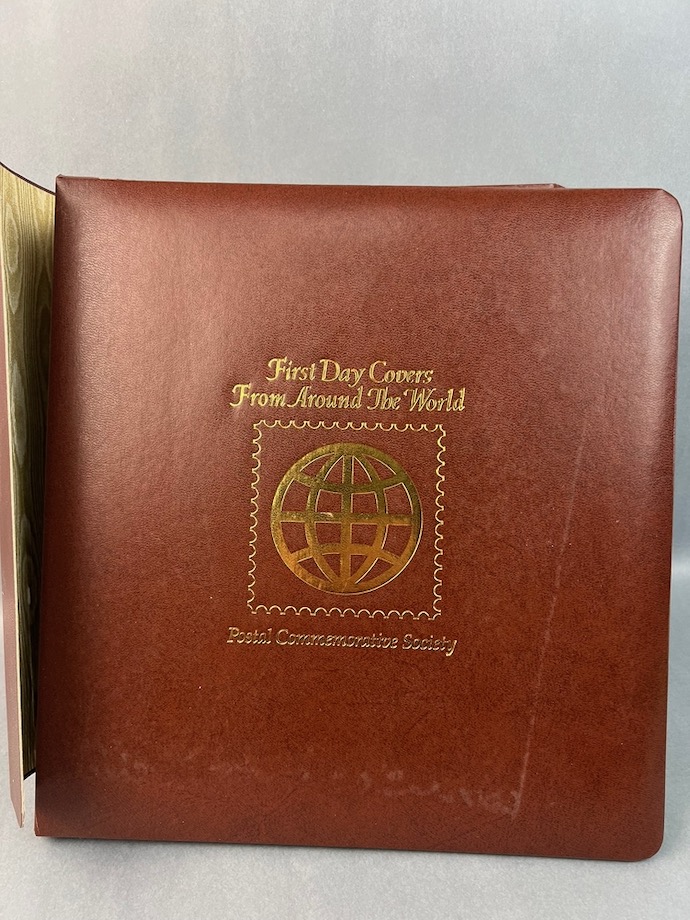 First Day Covers
From Around The World
Postal Commemorative Society